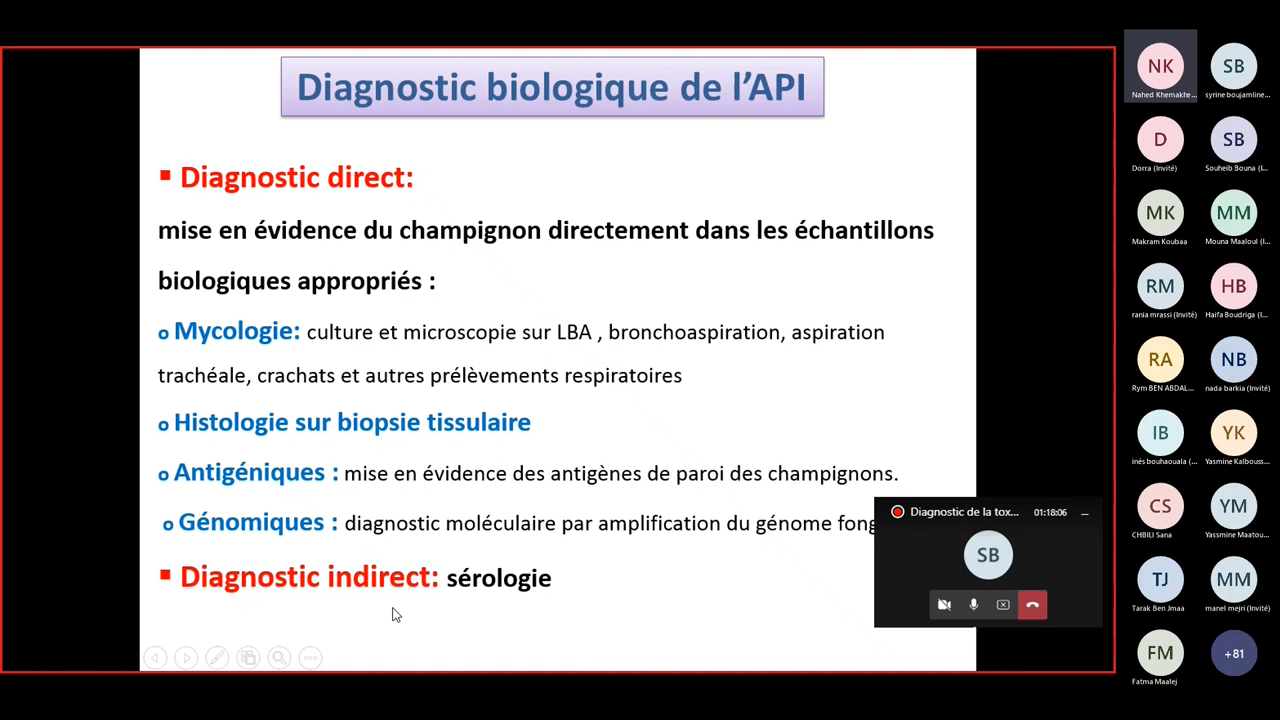 Diagnostic biologique de l'API
▪ Diagnostic direct:
mise en évidence du champignon directement dans les échantillons
biologiques appropriés :
o Mycologie: culture et microscopie sur LBA , bronchoaspiration, aspiration
trachéale, crachats et autres prélèvements respiratoires
o Histologie sur biopsie tissulaire
o Antigéniques : mise en évidence des antigènes de paroi des champignons.
o Génomiques : diagnostic moléculaire par amplification du génome
▪ Diagnostic indirect: sérologie
Diagnostic de la tox... 01:18:06
SB
NK SB
Nahed Khemakhe... syrine boujamline...
D SB
Dorra (Invité) Souheib Bouna (I...
MK MM
Makram Koubaa Mouna Maaloul (I...
RM HB
rania mrassi (Invité) Haifa Boudriga (I...
RA NB
Rym BEN ABDAL... nada barkia (Invité)
IB YK
inés bouhaouala (... Yasmine Kalbouss...
CS YM
CHBILI Sana Yassmine Maatou...
TJ MM
Tarak Ben Jmaa manel mejri (Invité)
FM +81
Fatma Maalej